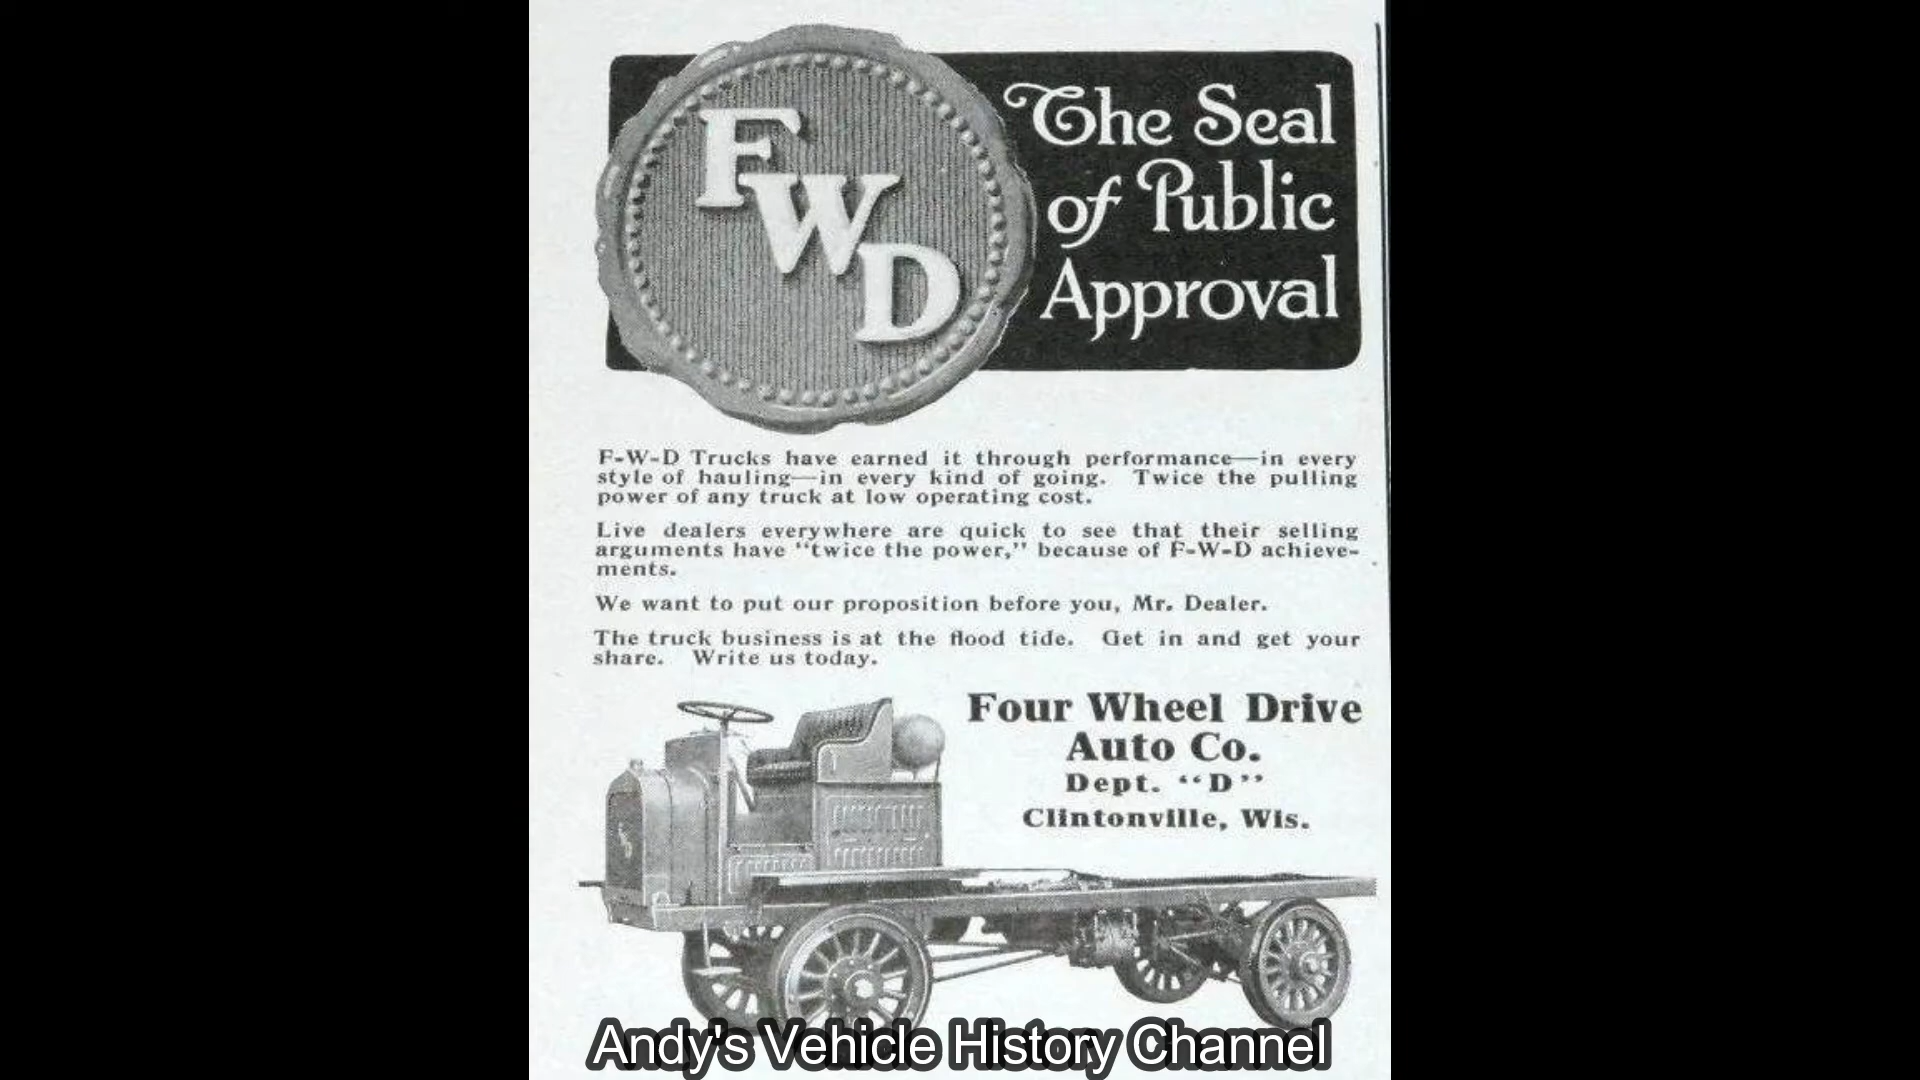 FWD
The Seal
of Public
Approval
F-W-D Trucks have earned it through performance—in every
style of hauling—in every kind of going. Twice the pulling
power of any truck at low operating cost.
Live dealers everywhere are quick to see that their selling
arguments have "twice the power," because of F-W-D achieve-
ments.
We want to put our proposition before you, Mr. Dealer.
The truck business is at the flood tide. Get in and get your
share. Write us today.
Four Wheel Drive
Auto Co.
Dept. "D"
Clintonville, Wis.
Andy's Vehicle History Channel